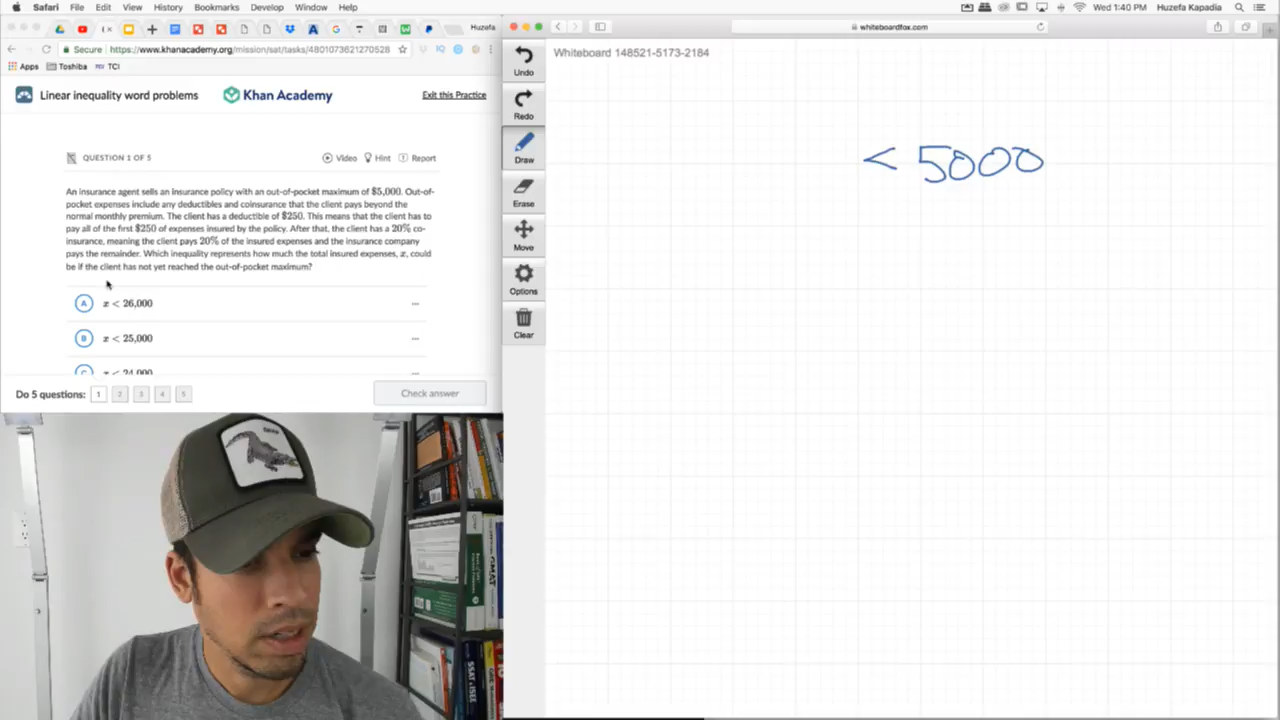 Safari File Edit View History Bookmarks Develop Window Help
Wed 1:40 PM Huzefa Kapadia
Huzefa
Secure https://www.khanacademy.org/mission/sat/tasks/4801073621270528
whiteboardfox.com
Apps Toshiba TCI
Whiteboard 148521-5173-2184
Linear inequality word problems Khan Academy Exit this Practice
QUESTION 1 OF 5 Video Hint Report
An insurance agent sells an insurance policy with an out-of-pocket maximum of $5,000. Out-of-
pocket expenses include any deductibles and coinsurance that the client pays beyond the
normal monthly premium. The client has a deductible of $250. This means that the client has to
pay all of the first $250 of expenses insured by the policy. After that, the client has a 20% co-
insurance, meaning the client pays 20% of the insured expenses and the insurance company
pays the remainder. Which inequality represents how much the total insured expenses, x, could
be if the client has not yet reached the out-of-pocket maximum?
A x < 26,000
B x < 25,000
C x < 24,000
Do 5 questions: 1 2 3 4 5 Check answer
Undo
Redo
Draw
Erase
Move
Options
Clear
< 5000
GMAT
SSAT & ISEE